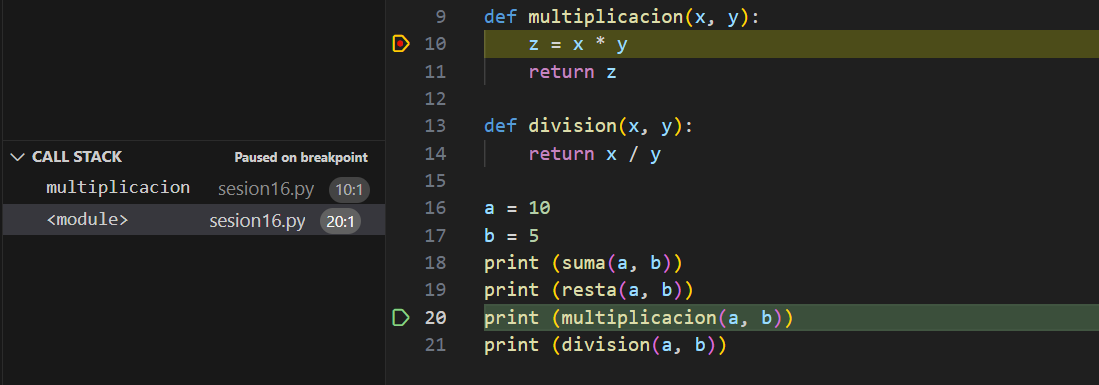 CALL STACK Paused on breakpoint
multiplicacion sesion16.py 10:1
<module> sesion16.py 20:1
9 def multiplicacion(x, y):
10     z = x * y
11     return z
12
13 def division(x, y):
14     return x / y
15
16 a = 10
17 b = 5
18 print (suma(a, b))
19 print (resta(a, b))
20 print (multiplicacion(a, b))
21 print (division(a, b))